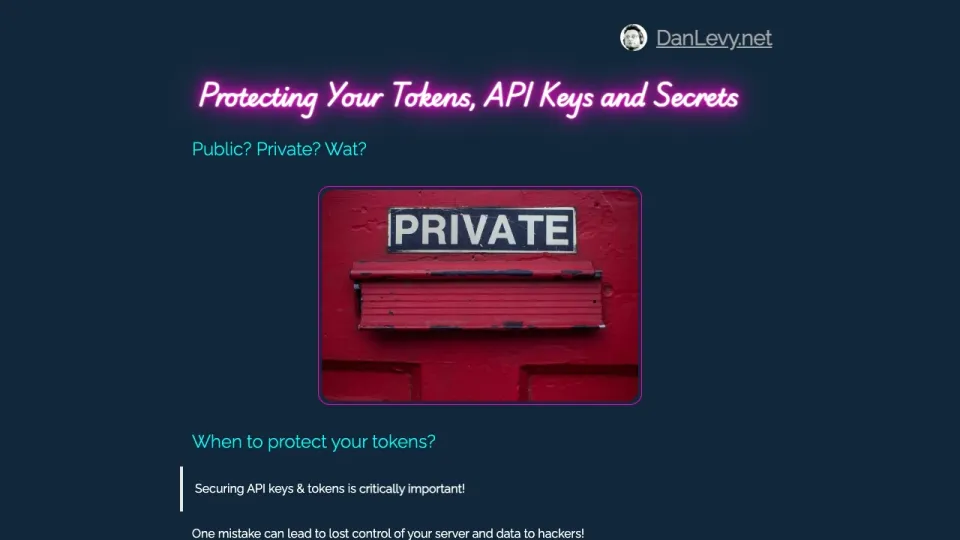 DanLevy.net
Protecting Your Tokens, API Keys and Secrets
Public? Private? Wat?
PRIVATE
When to protect your tokens?
Securing API keys & tokens is critically important!
One mistake can lead to lost control of your server and data to hackers!